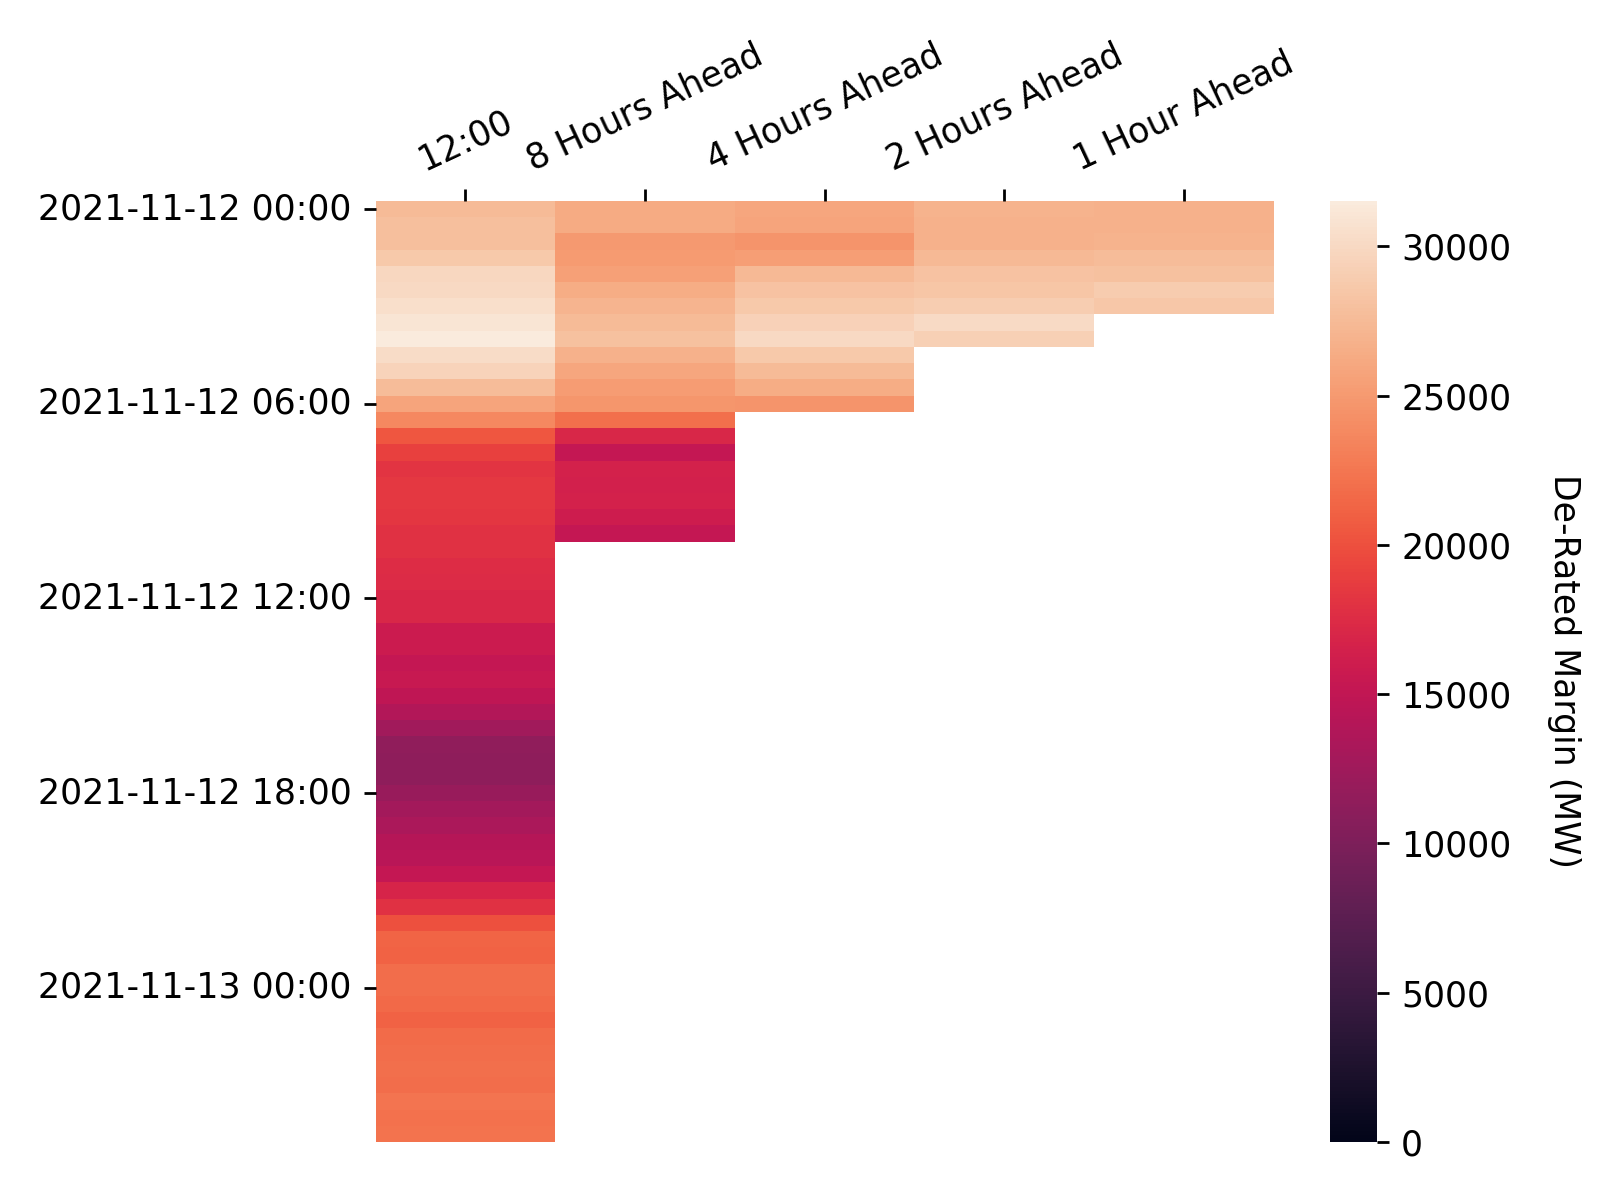 12:00
8 Hours Ahead
4 Hours Ahead
2 Hours Ahead
1 Hour Ahead
2021-11-12 00:00
2021-11-12 06:00
2021-11-12 12:00
2021-11-12 18:00
2021-11-13 00:00
30000
25000
20000
15000
10000
5000
0
De-Rated Margin (MW)